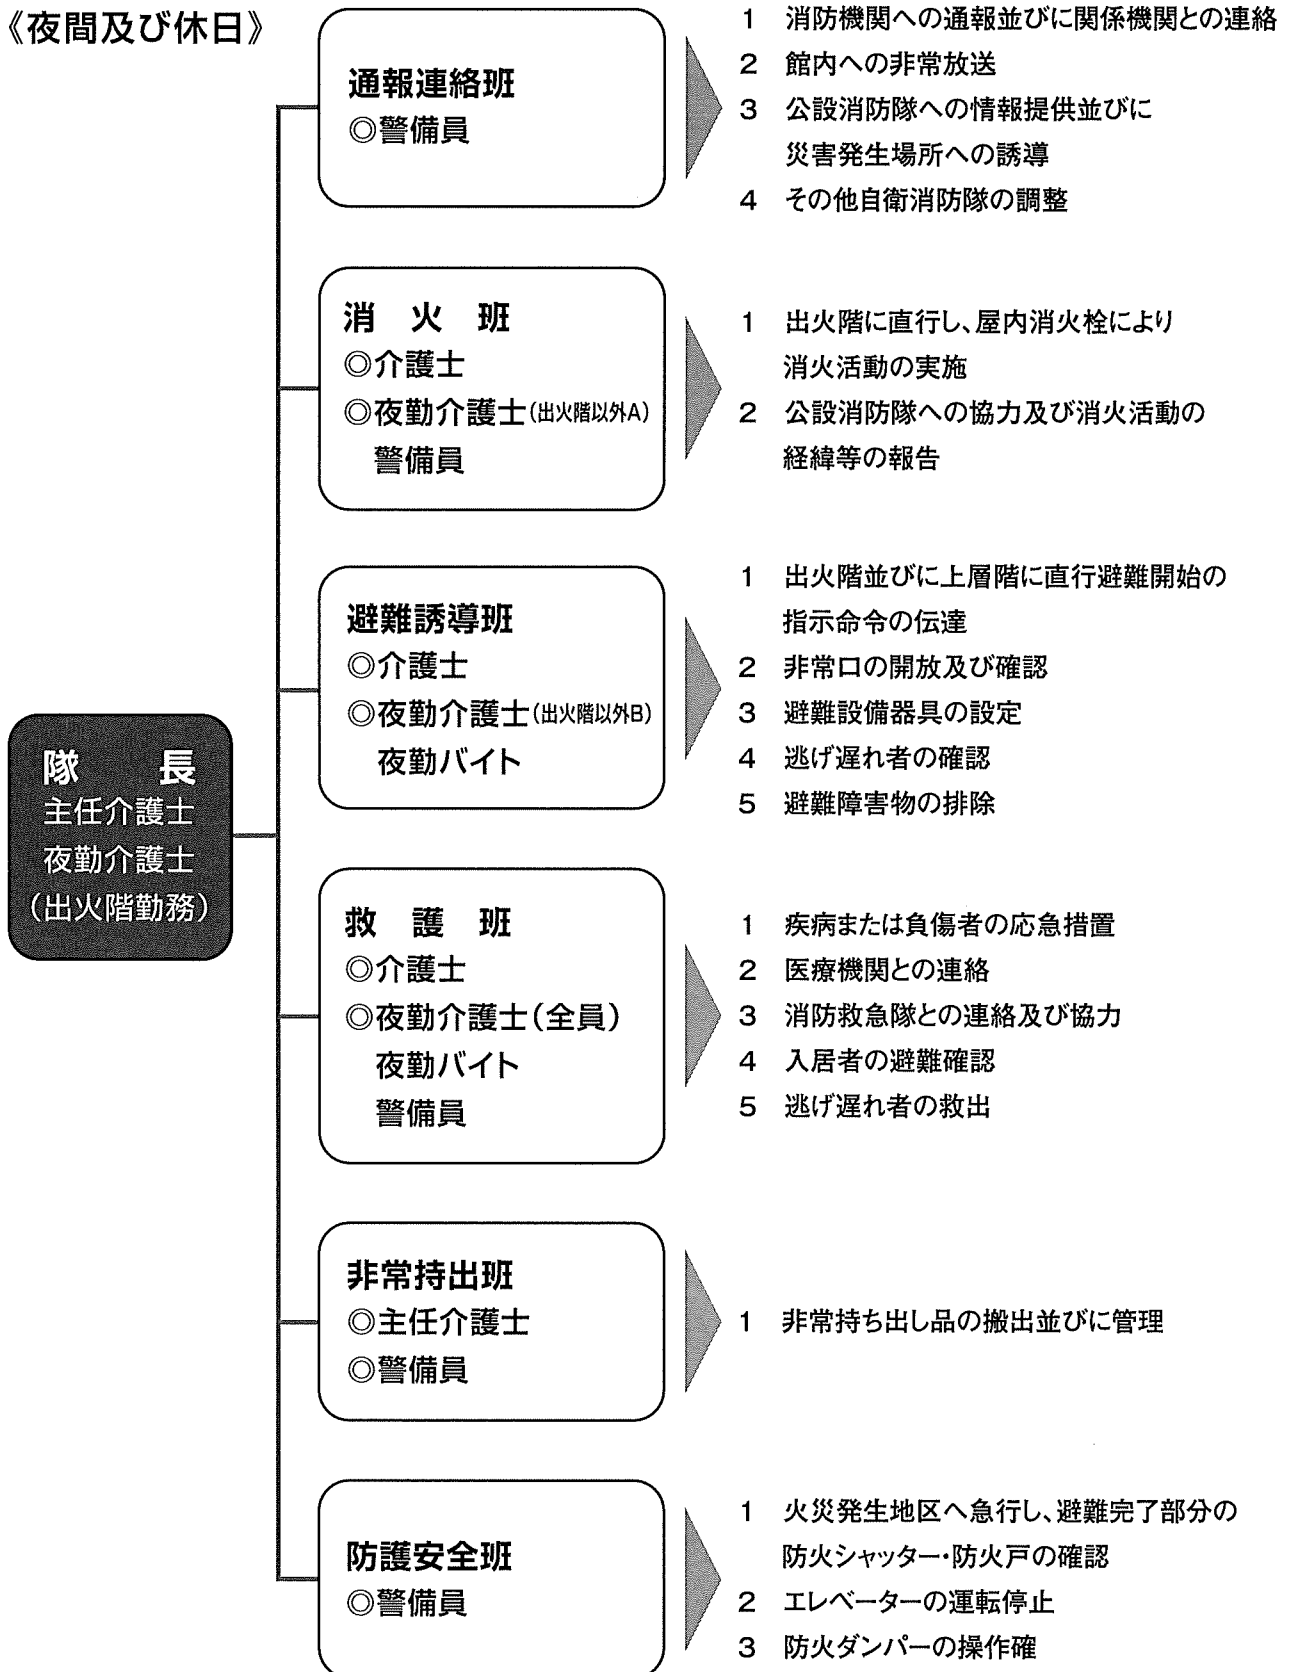 《夜間及び休日》
通報連絡班
◎警備員
1 消防機関への通報並びに関係機関との連絡
2 館内への非常放送
3 公設消防隊への情報提供並びに
災害発生場所への誘導
4 その他自衛消防隊の調整
消 火 班
◎介護士
◎夜勤介護士(出火階以外A)
警備員
1 出火階に直行し、屋内消火栓により
消火活動の実施
2 公設消防隊への協力及び消火活動の
経緯等の報告
避難誘導班
◎介護士
◎夜勤介護士(出火階以外B)
夜勤バイト
1 出火階並びに上層階に直行避難開始の
指示命令の伝達
2 非常口の開放及び確認
3 避難設備器具の設定
4 逃げ遅れ者の確認
5 避難障害物の排除
隊 長
主任介護士
夜勤介護士
(出火階勤務)
救 護 班
◎介護士
◎夜勤介護士(全員)
夜勤バイト
警備員
1 疾病または負傷者の応急措置
2 医療機関との連絡
3 消防救急隊との連絡及び協力
4 入居者の避難確認
5 逃げ遅れ者の救出
非常持出班
◎主任介護士
◎警備員
1 非常持ち出し品の搬出並びに管理
防護安全班
◎警備員
1 火災発生地区へ急行し、避難完了部分の
防火シャッター・防火戸の確認
2 エレベーターの運転停止
3 防火ダンパーの操作確